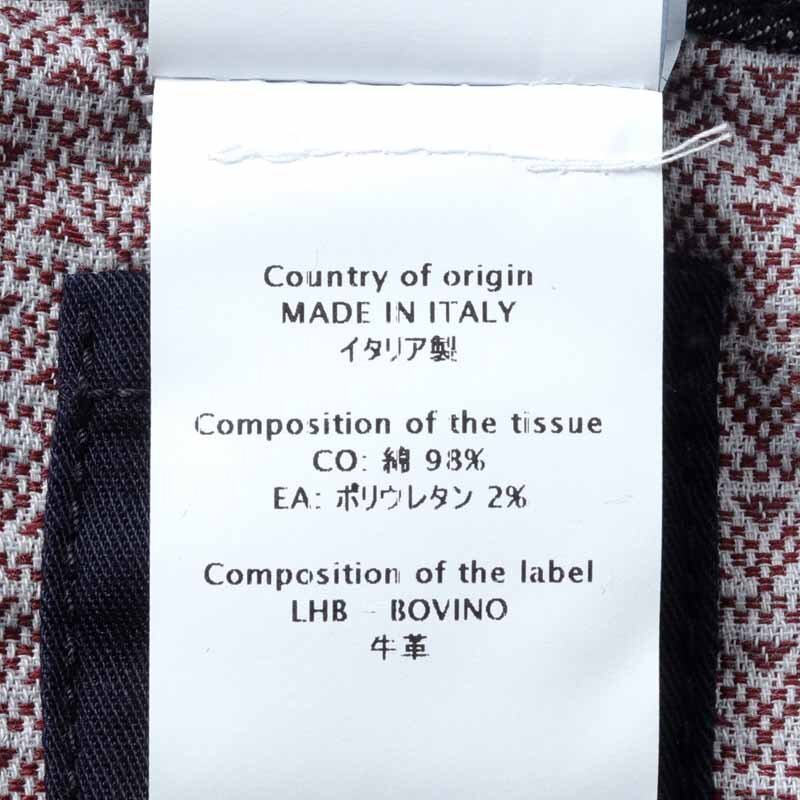 Country of origin
MADE IN ITALY
イタリア製
Composition of the tissue
CO: 綿 98%
EA: ポリウレタン 2%
Composition of the label
LHB - BOVINO
牛革